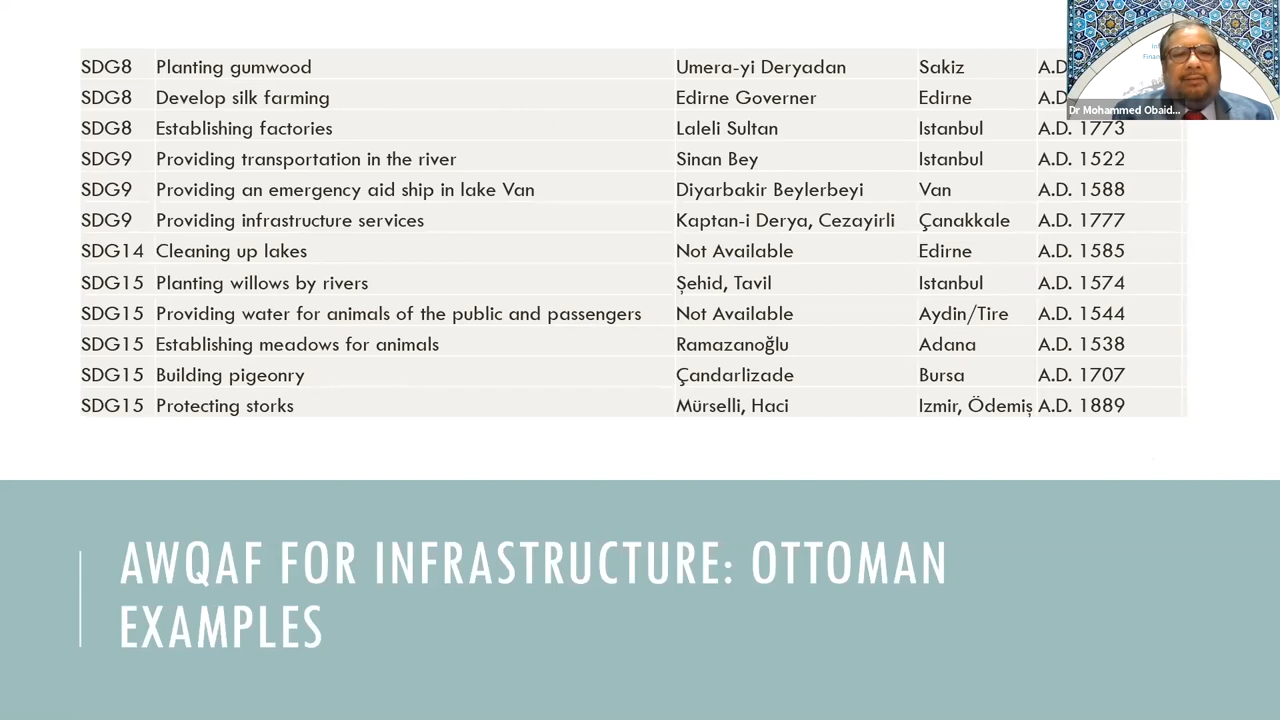 SDG8 Planting gumwood Umera-yi Deryadan Sakiz A.D.
SDG8 Develop silk farming Edirne Governer Edirne A.D.
SDG8 Establishing factories Laleli Sultan Istanbul A.D. 1773
SDG9 Providing transportation in the river Sinan Bey Istanbul A.D. 1522
SDG9 Providing an emergency aid ship in lake Van Diyarbakir Beylerbeyi Van A.D. 1588
SDG9 Providing infrastructure services Kaptan-i Derya, Cezayirli Çanakkale A.D. 1777
SDG14 Cleaning up lakes Not Available Edirne A.D. 1585
SDG15 Planting willows by rivers Şehid, Tavil Istanbul A.D. 1574
SDG15 Providing water for animals of the public and passengers Not Available Aydin/Tire A.D. 1544
SDG15 Establishing meadows for animals Ramazanoğlu Adana A.D. 1538
SDG15 Building pigeonry Çandarlizade Bursa A.D. 1707
SDG15 Protecting storks Mürselli, Haci Izmir, Ödemiş A.D. 1889
Dr Mohammed Obaid...
AWQAF FOR INFRASTRUCTURE: OTTOMAN
EXAMPLES